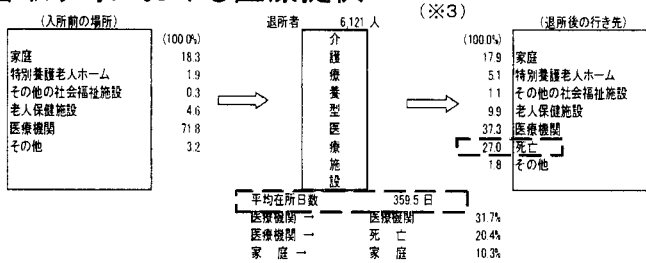 (※3)
(入所前の場所)
退所者 6,121 人
(退所後の行き先)
(100.0%)
家庭 18.3
特別養護老人ホーム 1.9
その他の社会福祉施設 0.3
老人保健施設 4.6
医療機関 71.8
その他 3.2
介護療養型医療施設
(100.0%)
17.9 家庭
5.1 特別養護老人ホーム
1.1 その他の社会福祉施設
9.9 老人保健施設
37.3 医療機関
27.0 死亡
1.8 その他
平均在所日数 359.5 日
医療機関 → 医療機関 31.7%
医療機関 → 死亡 20.4%
家庭 → 家庭 10.3%